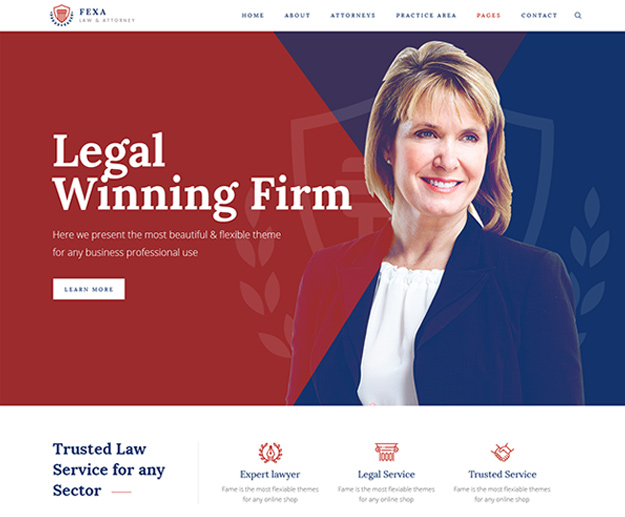 FEXA
LAW & ATTORNEY
HOME ABOUT ATTORNEYS PRACTICE AREA PAGES CONTACT
Legal
Winning Firm
Here we present the most beautiful & flexible theme
for any business professional use
LEARN MORE
Trusted Law
Service for any
Sector
Expert lawyer
Fame is the most flexiable themes
for any online shop
Legal Service
Fame is the most flexiable themes
for any online shop
Trusted Service
Fame is the most flexiable themes
for any online shop